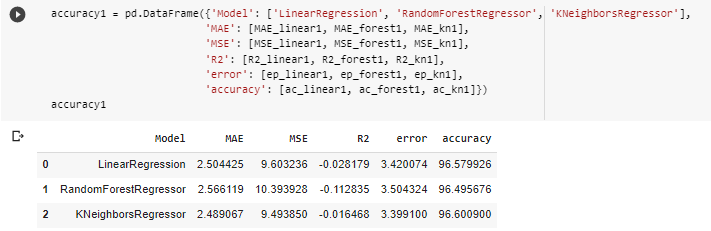 accuracy1 = pd.DataFrame({'Model': ['LinearRegression', 'RandomForestRegressor', 'KNeighborsRegressor'],
'MAE': [MAE_linear1, MAE_forest1, MAE_kn1],
'MSE': [MSE_linear1, MSE_forest1, MSE_kn1],
'R2': [R2_linear1, R2_forest1, R2_kn1],
'error': [ep_linear1, ep_forest1, ep_kn1],
'accuracy': [ac_linear1, ac_forest1, ac_kn1]})
accuracy1
Model MAE MSE R2 error accuracy
0 LinearRegression 2.504425 9.603236 -0.028179 3.420074 96.579926
1 RandomForestRegressor 2.566119 10.393928 -0.112835 3.504324 96.495676
2 KNeighborsRegressor 2.489067 9.493850 -0.016468 3.399100 96.600900